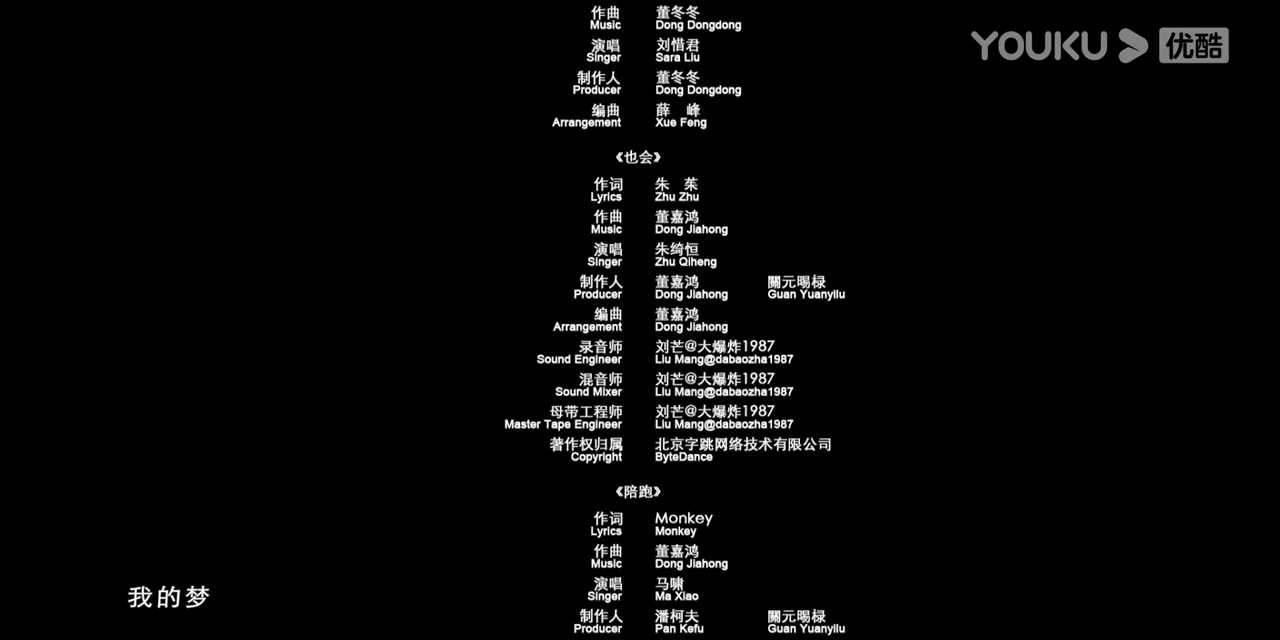 作曲 董冬冬
Music Dong Dongdong
演唱 刘惜君
Singer Sara Liu
制作人 董冬冬
Producer Dong Dongdong
编曲 薛 峰
Arrangement Xue Feng
YOUKU 优酷
《也会》
作词 朱 茱
Lyrics Zhu Zhu
作曲 董嘉鸿
Music Dong Jiahong
演唱 朱绮恒
Singer Zhu Qiheng
制作人 董嘉鸿 關元晹椂
Producer Dong Jiahong Guan Yuanyilu
编曲 董嘉鸿
Arrangement Dong Jiahong
录音师 刘芒@大爆炸1987
Sound Engineer Liu Mang@dabaozha1987
混音师 刘芒@大爆炸1987
Sound Mixer Liu Mang@dabaozha1987
母带工程师 刘芒@大爆炸1987
Master Tape Engineer Liu Mang@dabaozha1987
著作权归属 北京字跳网络技术有限公司
Copyright ByteDance
《陪跑》
作词 Monkey
Lyrics Monkey
作曲 董嘉鸿
Music Dong Jiahong
演唱 马啸
Singer Ma Xiao
制作人 潘柯夫 關元晹椂
Producer Pan Kefu Guan Yuanyilu
我的梦